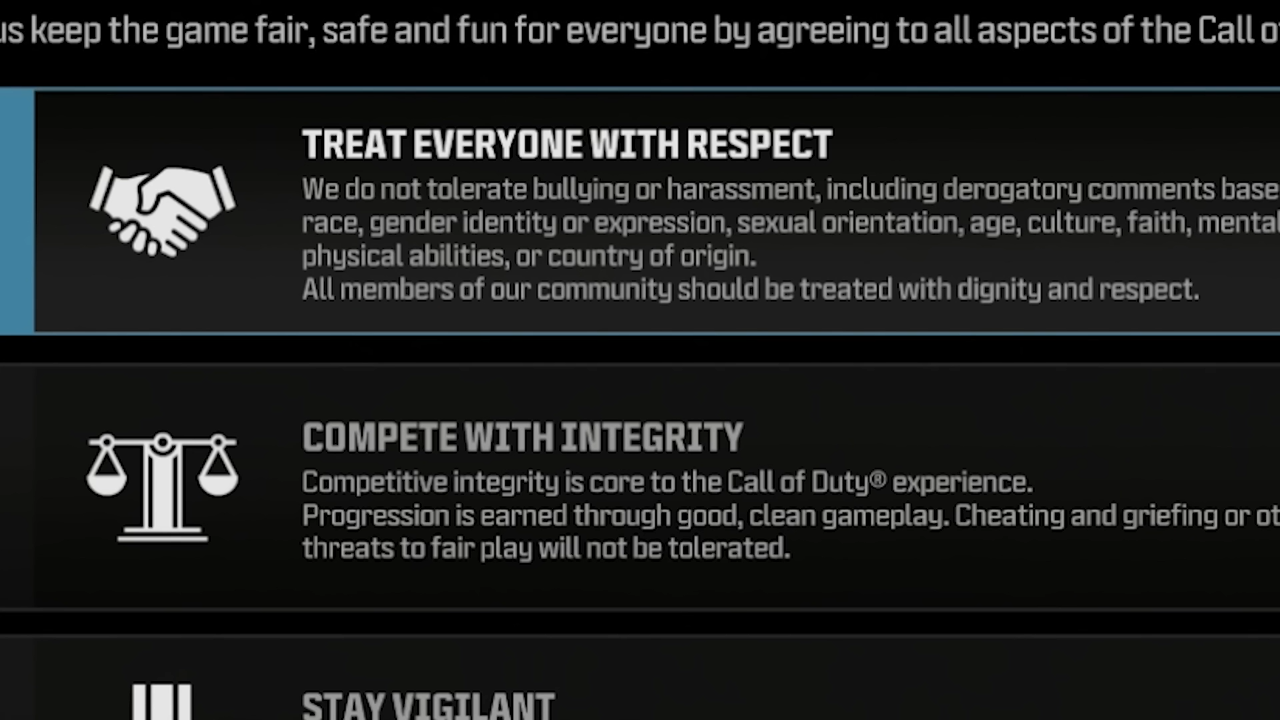 us keep the game fair, safe and fun for everyone by agreeing to all aspects of the Call
TREAT EVERYONE WITH RESPECT
We do not tolerate bullying or harassment, including derogatory comments
race, gender identity or expression, sexual orientation, age, culture, faith, mental
physical abilities, or country of origin.
All members of our community should be treated with dignity and respect.
COMPETE WITH INTEGRITY
Competitive integrity is core to the Call of Duty® experience.
Progression is earned through good, clean gameplay. Cheating and griefing or
threats to fair play will not be tolerated.
STAY VIGILANT